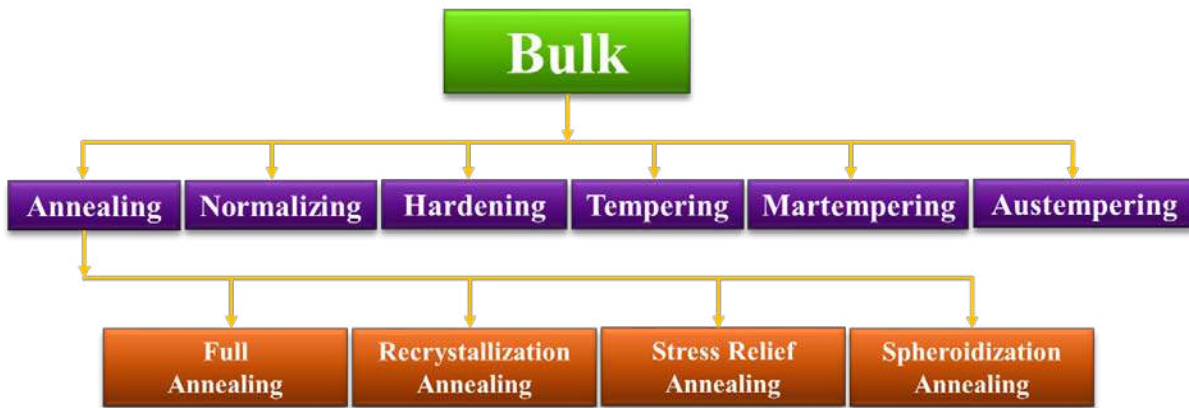 Bulk
Annealing
Normalizing
Hardening
Tempering
Martempering
Austempering
Full
Annealing
Recrystallization
Annealing
Stress Relief
Annealing
Spheroidization
Annealing